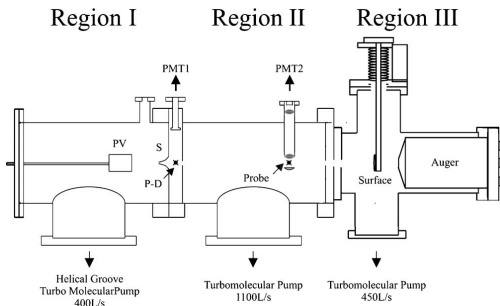 Region I
Region II
Region III
PMT1
PMT2
PV
S
P-D
Probe
Surface
Auger
Helical Groove
Turbo MolecularPump
400L/s
Turbomolecular Pump
1100L/s
Turbomolecular Pump
450L/s